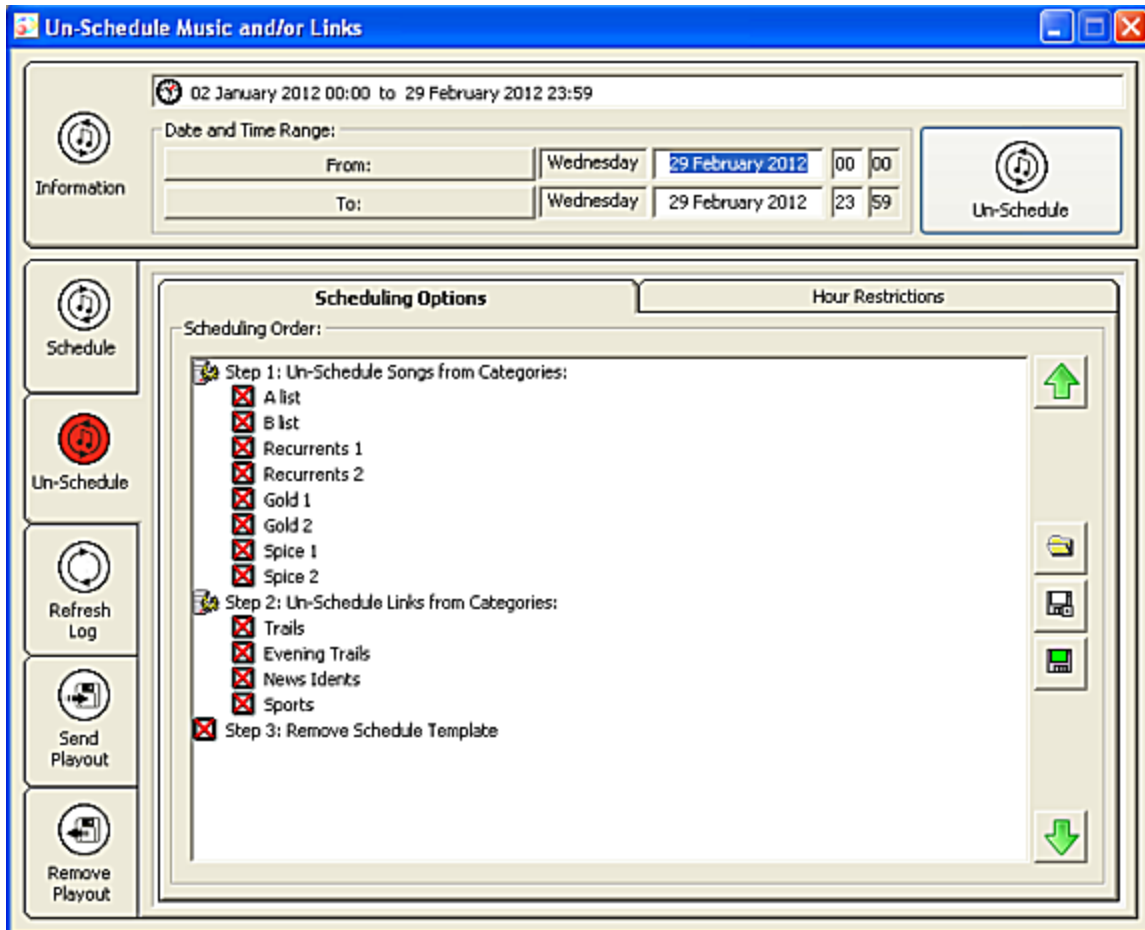 Un-Schedule Music and/or Links
02 January 2012 00:00 to 29 February 2012 23:59
Information
Date and Time Range:
From: Wednesday 29 February 2012 00 00
To: Wednesday 29 February 2012 23 59
Un-Schedule
Schedule
Un-Schedule
Refresh
Log
Send
Playout
Remove
Playout
Scheduling Options
Hour Restrictions
Scheduling Order:
Step 1: Un-Schedule Songs from Categories:
A list
B list
Recurrents 1
Recurrents 2
Gold 1
Gold 2
Spice 1
Spice 2
Step 2: Un-Schedule Links from Categories:
Trails
Evening Trails
News Idents
Sports
Step 3: Remove Schedule Template